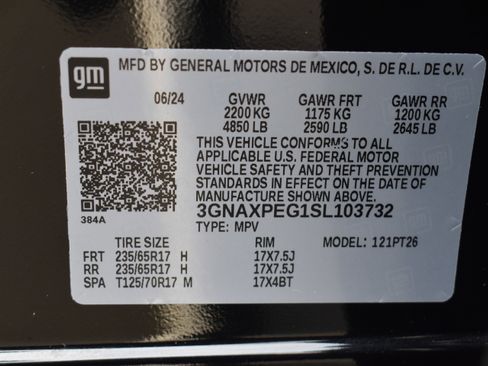 gm
MFD BY GENERAL MOTORS DE MEXICO, S. DE R.L. DE C.V.
06/24 GVWR GAWR FRT GAWR RR
2200 KG 1175 KG 1200 KG
4850 LB 2590 LB 2645 LB
THIS VEHICLE CONFORMS TO ALL
APPLICABLE U.S. FEDERAL MOTOR
VEHICLE SAFETY AND THEFT PREVENTION
STANDARDS IN EFFECT ON THE DATE OF
MANUFACTURE SHOWN ABOVE.
384A
3GNAXPEG1SL103732
TYPE: MPV
TIRE SIZE RIM MODEL: 121PT26
FRT 235/65R17 H 17X7.5J
RR 235/65R17 H 17X7.5J
SPA T125/70R17 M 17X4BT